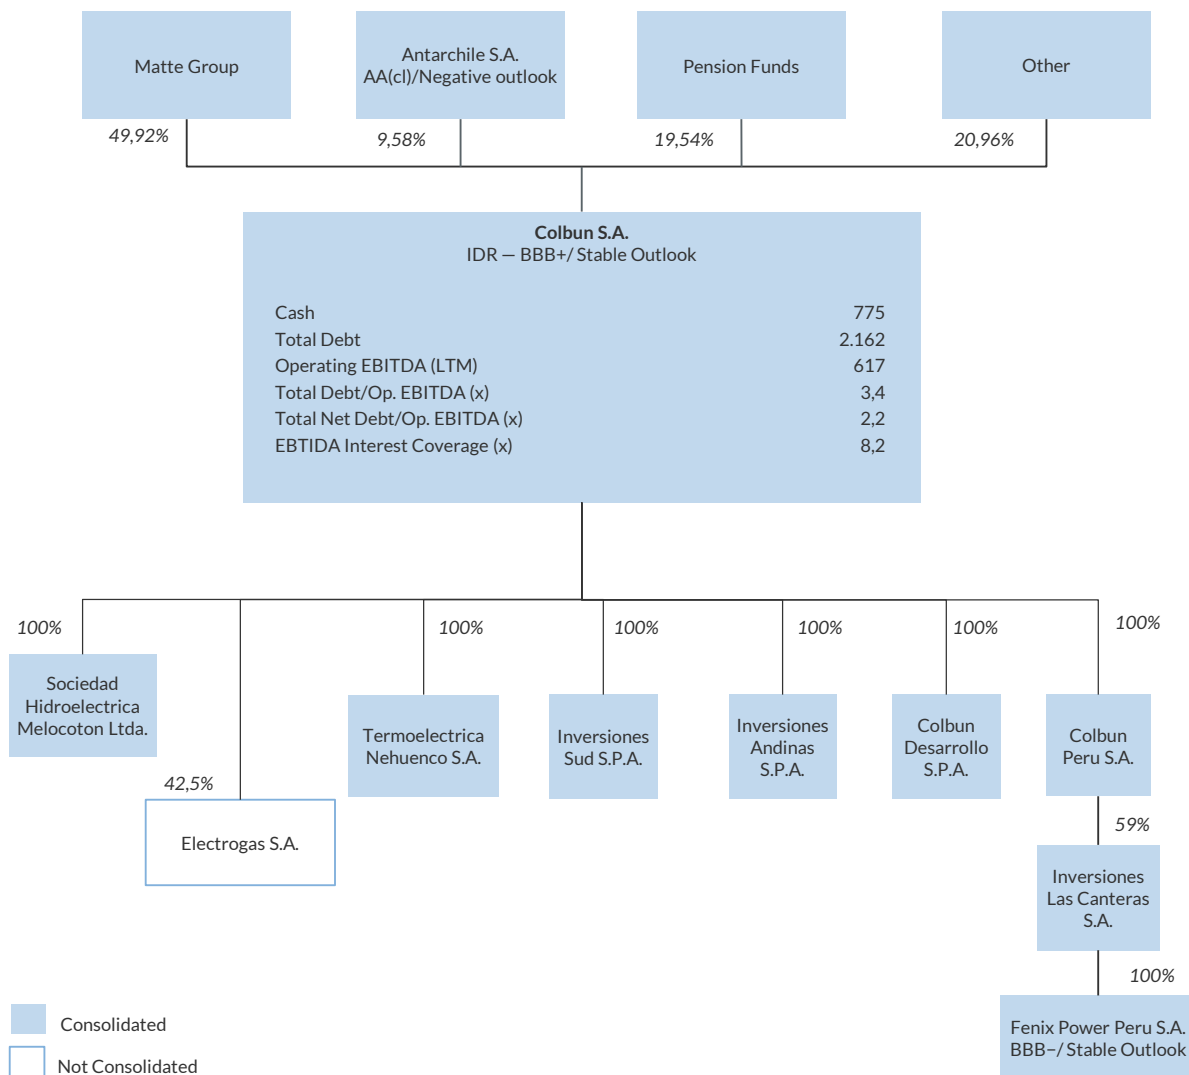 Matte Group
Antarchile S.A.
AA(cl)/Negative outlook
Pension Funds
Other
49,92%
9,58%
19,54%
20,96%
Colbun S.A.
IDR — BBB+/ Stable Outlook
Cash 775
Total Debt 2.162
Operating EBITDA (LTM) 617
Total Debt/Op. EBITDA (x) 3,4
Total Net Debt/Op. EBITDA (x) 2,2
EBTIDA Interest Coverage (x) 8,2
100%
100%
100%
100%
100%
100%
Sociedad
Hidroelectrica
Melocoton Ltda.
42,5%
Electrogas S.A.
Termoelectrica
Nehuenco S.A.
Inversiones
Sud S.P.A.
Inversiones
Andinas
S.P.A.
Colbun
Desarrollo
S.P.A.
Colbun
Peru S.A.
59%
Inversiones
Las Canteras
S.A.
100%
Fenix Power Peru S.A.
BBB−/ Stable Outlook
Consolidated
Not Consolidated